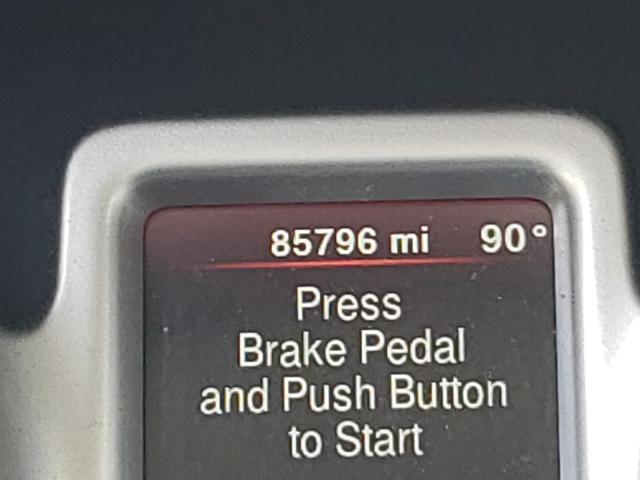 85796 mi 90°
Press
Brake Pedal
and Push Button
to Start